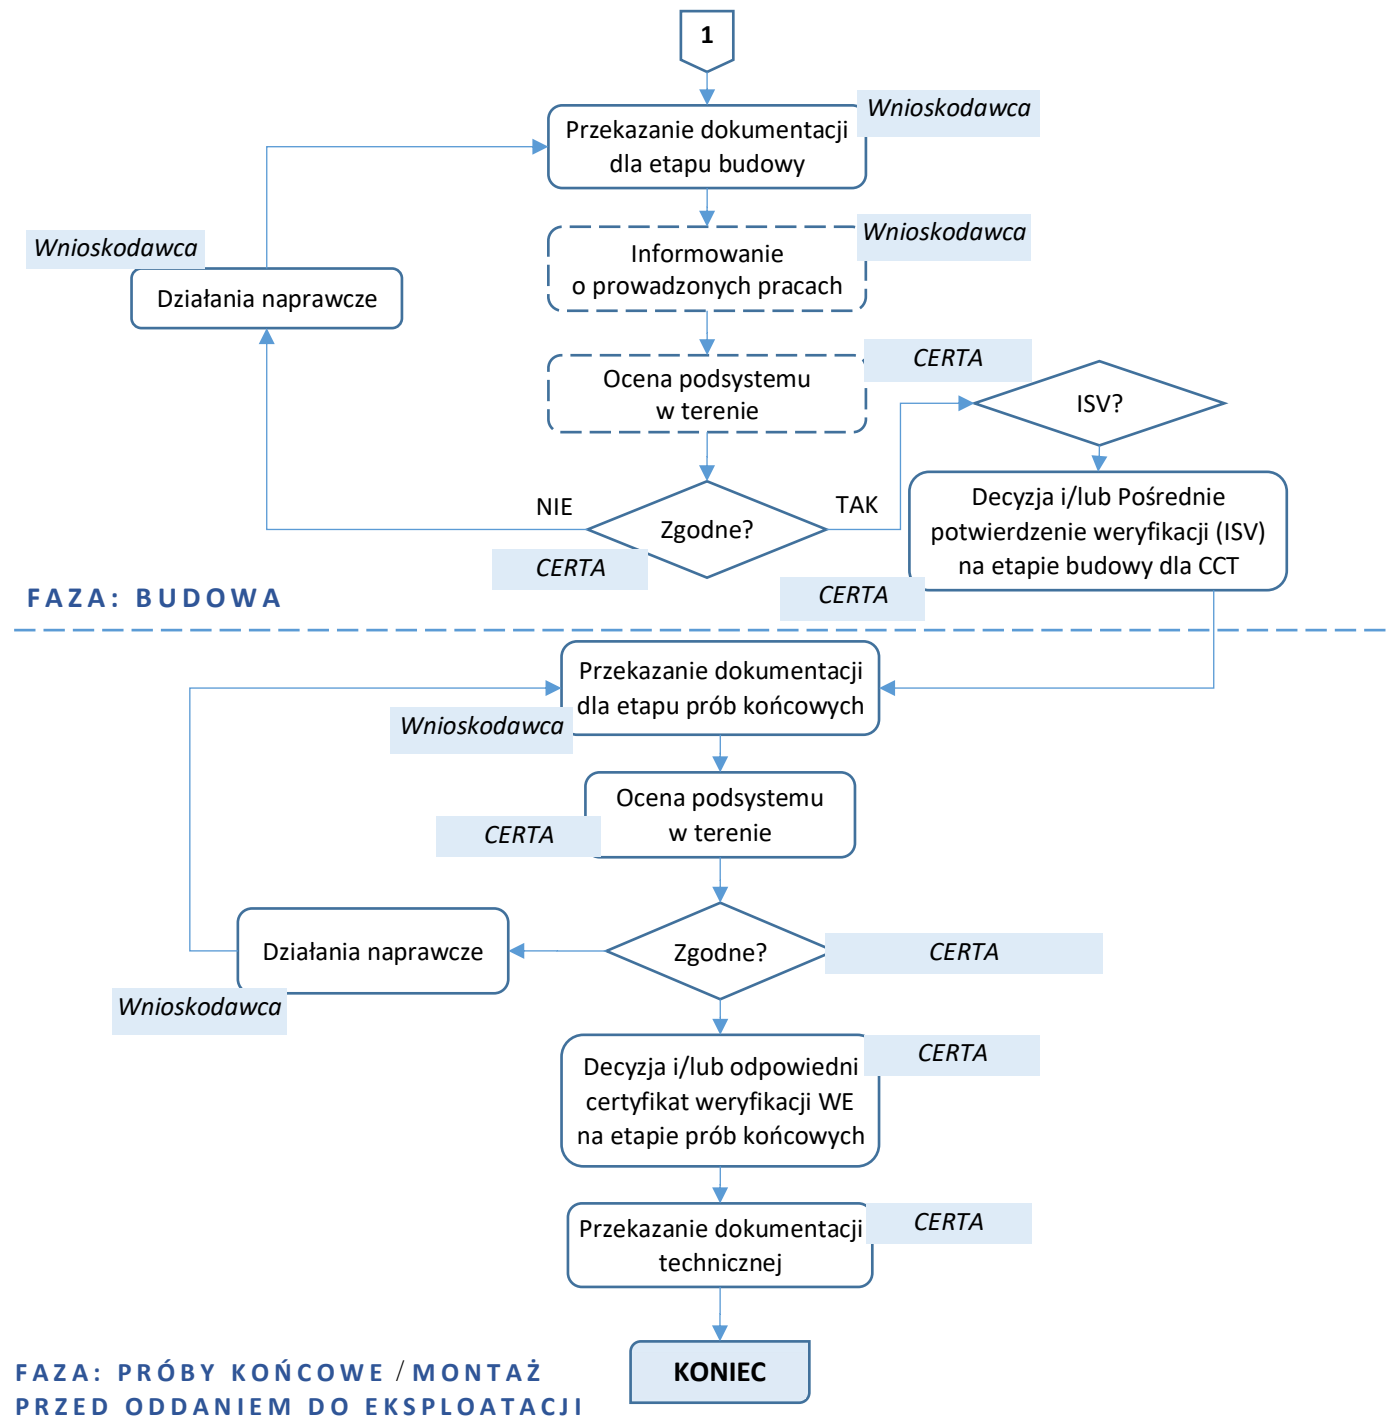 1
Wnioskodawca
Przekazanie dokumentacji
dla etapu budowy
Wnioskodawca
Informowanie
o prowadzonych pracach
Wnioskodawca
Działania naprawcze
CERTA
Ocena podsystemu
w terenie
ISV?
NIE
TAK
Zgodne?
CERTA
Decyzja i/lub Pośrednie
potwierdzenie weryfikacji (ISV)
na etapie budowy dla CCT
CERTA
FAZA: BUDOWA
Przekazanie dokumentacji
dla etapu prób końcowych
Wnioskodawca
Ocena podsystemu
w terenie
CERTA
Działania naprawcze
Zgodne?
CERTA
Wnioskodawca
Decyzja i/lub odpowiedni
certyfikat weryfikacji WE
na etapie prób końcowych
CERTA
Przekazanie dokumentacji
technicznej
CERTA
KONIEC
FAZA: PRÓBY KOŃCOWE / MONTAŻ
PRZED ODDANIEM DO EKSPLOATACJI